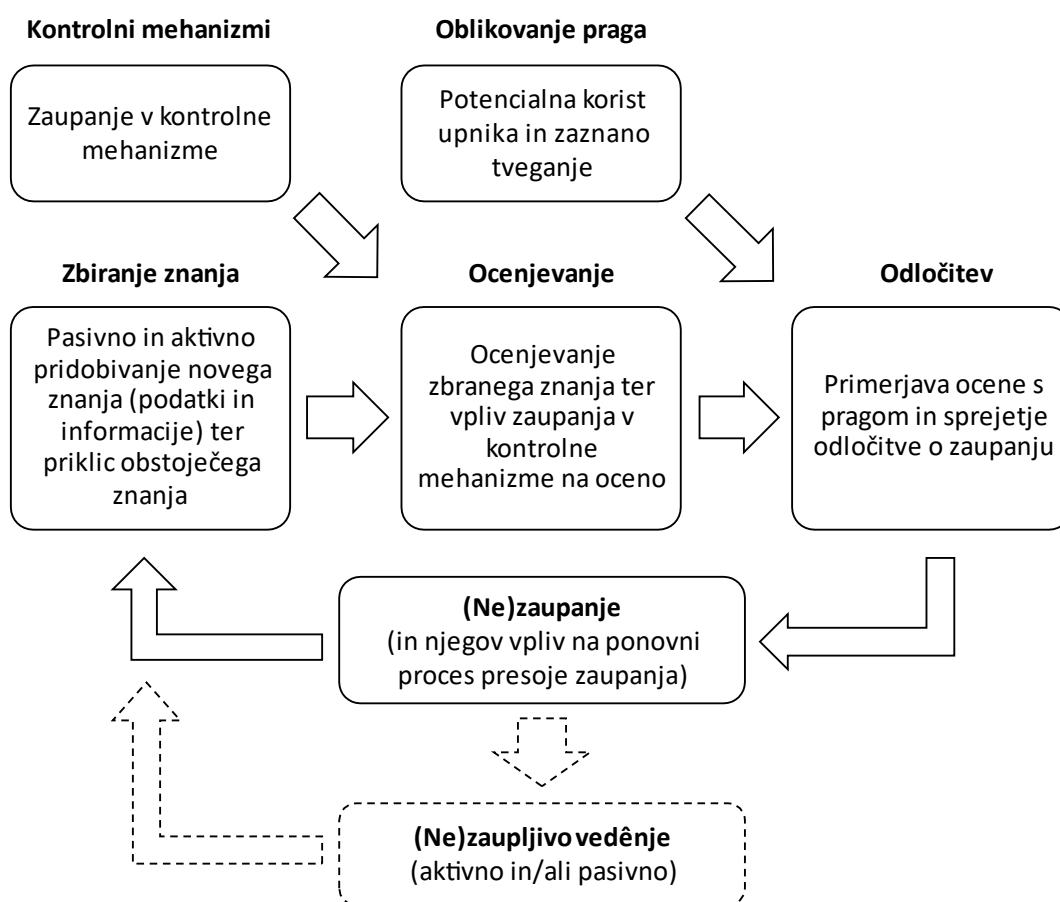 Kontrolni mehanizmi
Zaupanje v kontrolne
mehanizme
Oblikovanje praga
Potencialna korist
upnika in zaznano
tveganje
Zbiranje znanja
Pasivno in aktivno
pridobivanje novega
znanja (podatki in
informacije) ter
priklic obstoječega
znanja
Ocenjevanje
Ocenjevanje
zbranega znanja ter
vpliv zaupanja v
kontrolne
mehanizme na oceno
Odločitev
Primerjava ocene s
pragom in sprejetje
odločitve o zaupanju
(Ne)zaupanje
(in njegov vpliv na ponovni
proces presoje zaupanja)
(Ne)zaupljivo vedênje
(aktivno in/ali pasivno)